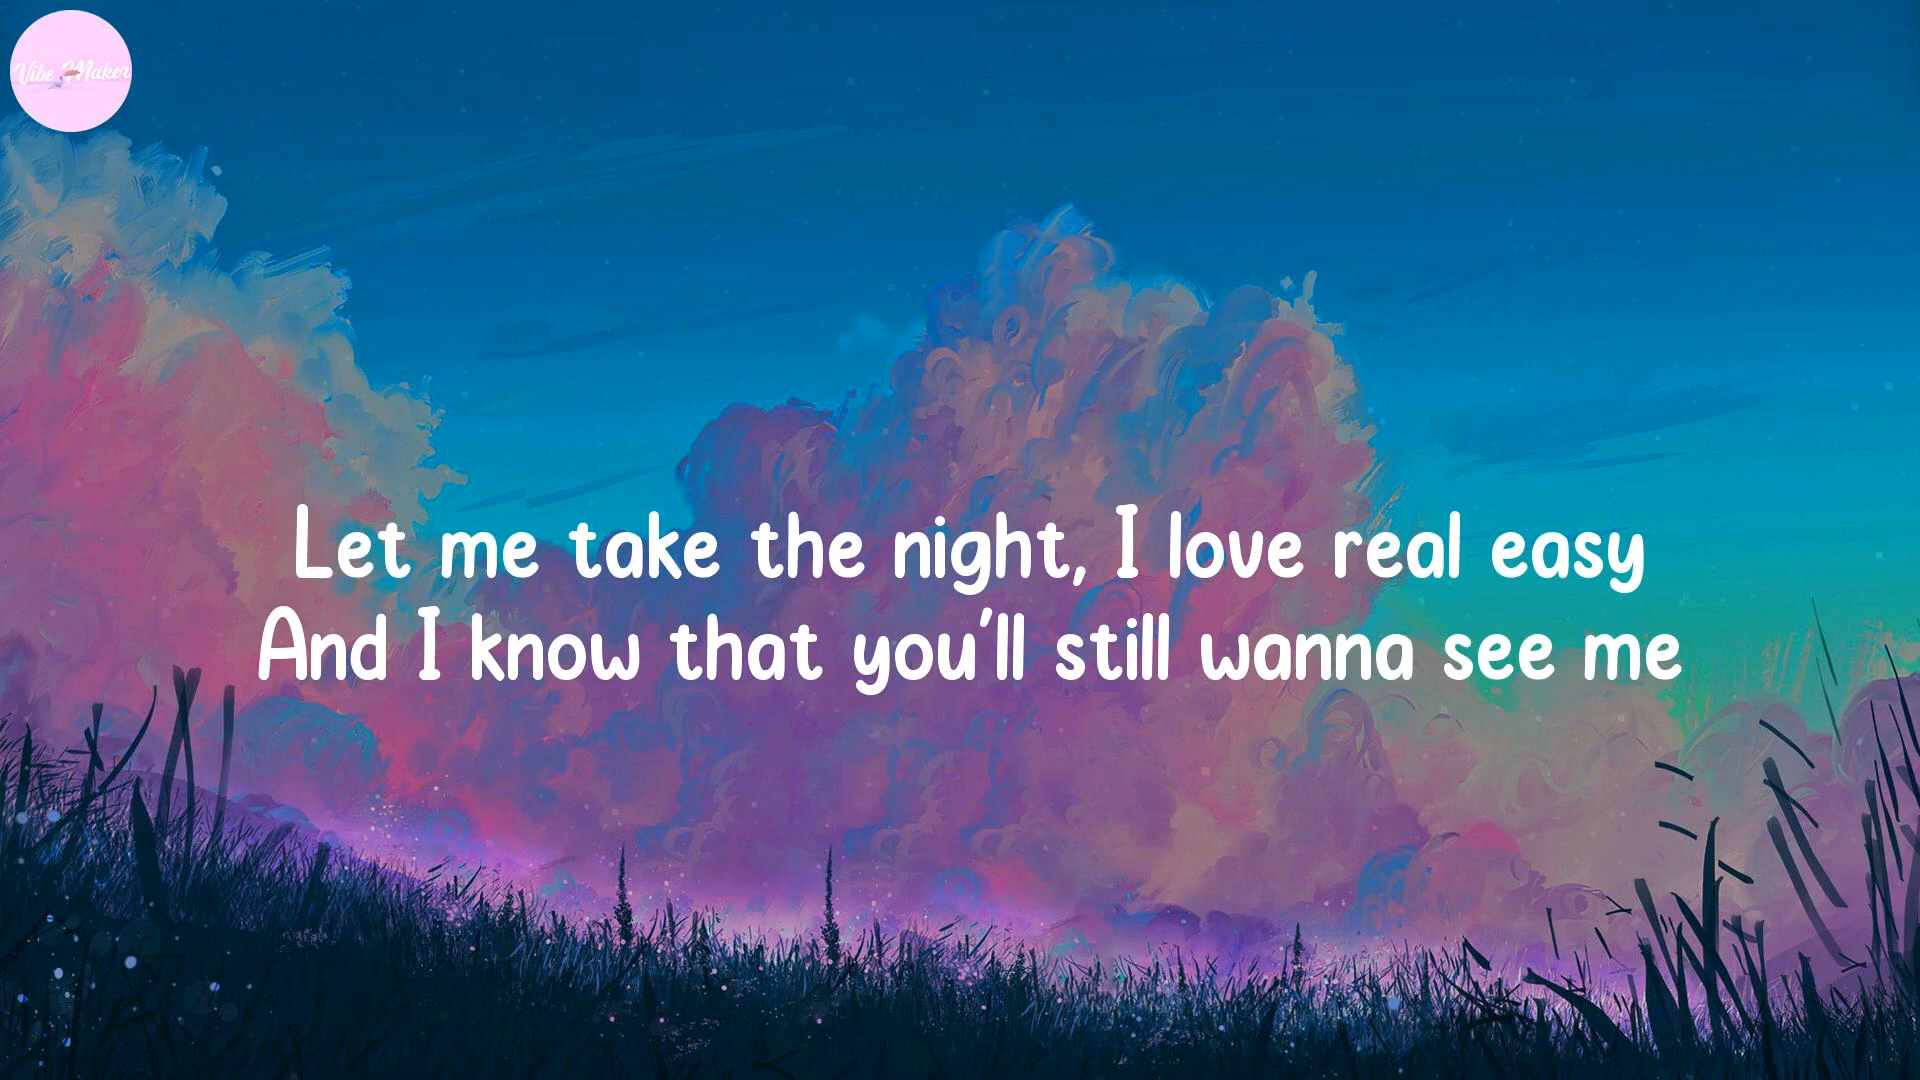 Vibe Maker
Let me take the night, I love real easy
And I know that you'll still wanna see me